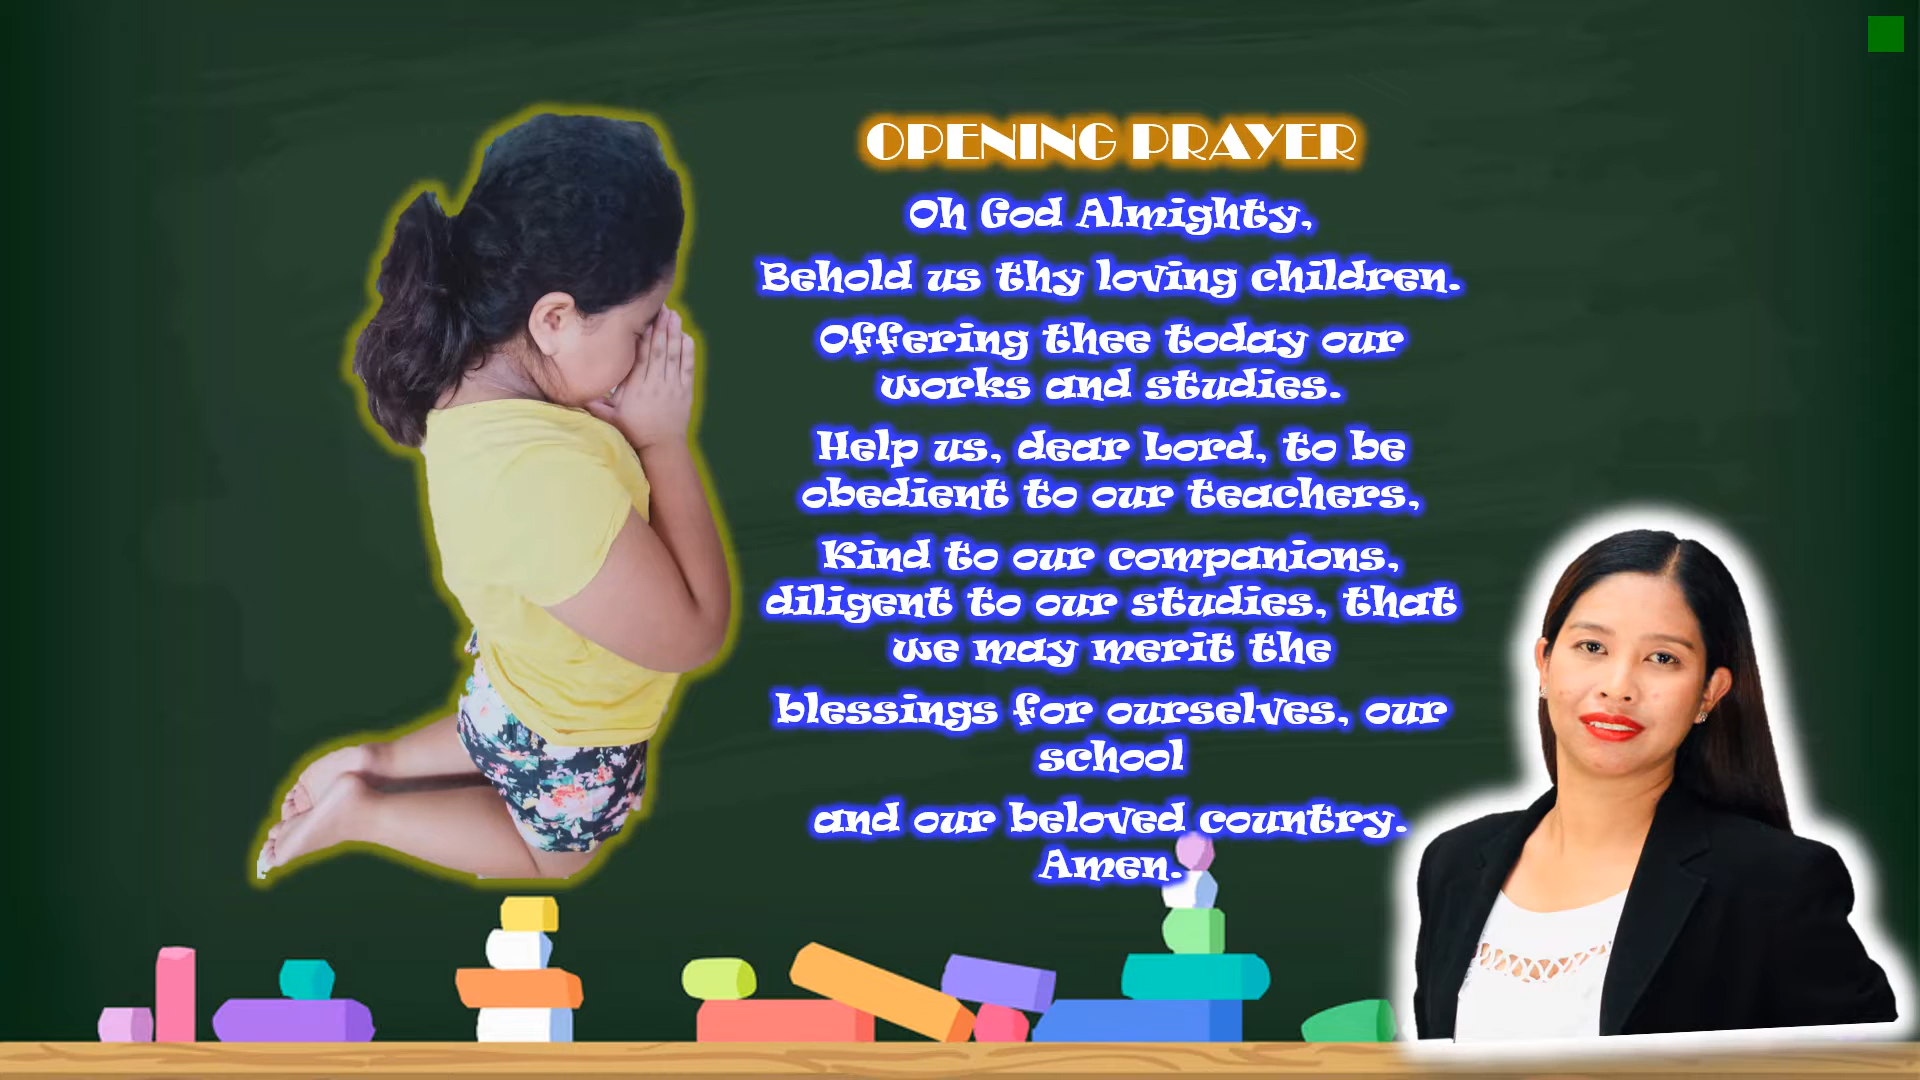 OPENING PRAYER
Oh God Almighty,
Behold us thy loving children.
Offering thee today our
works and studies.
Help us, dear Lord, to be
obedient to our teachers,
Kind to our companions,
diligent to our studies, that
we may merit the
blessings for ourselves, our
school
and our beloved country.
Amen.